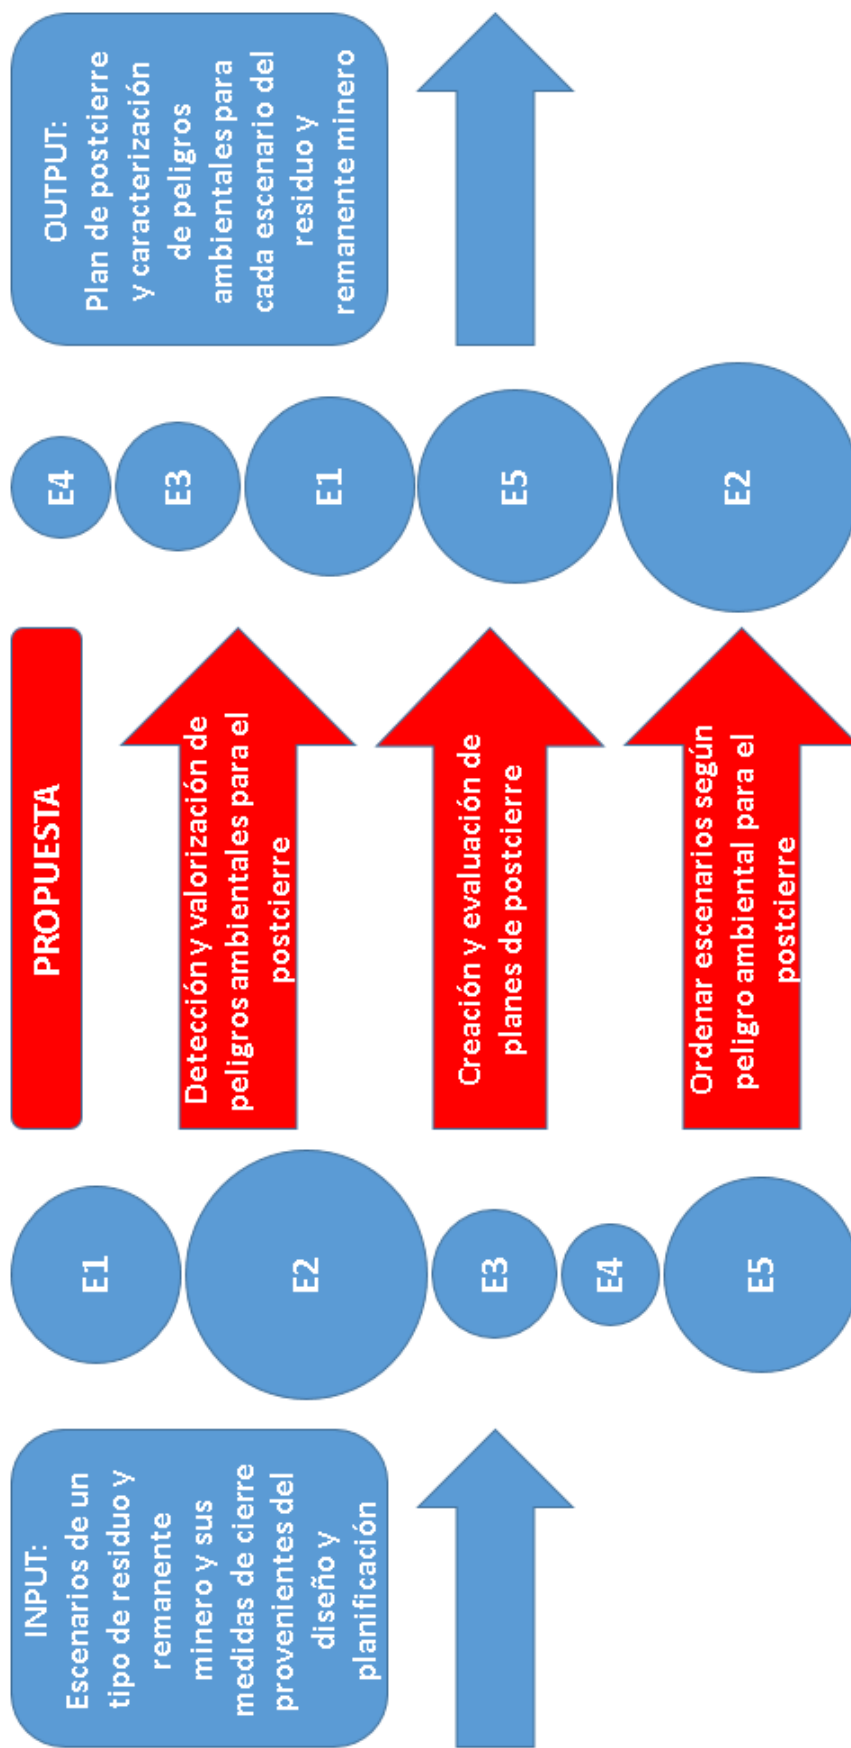 INPUT:
Escenarios de un
tipo de residuo y
remanente
minero y sus
medidas de cierre
provenientes del
diseño y
planificación
E1
E2
E3
E4
E5
PROPUESTA
Detección y valorización de
peligros ambientales para el
postcierre
Creación y evaluación de
planes de postcierre
Ordenar escenarios según
peligro ambiental para el
postcierre
E4
E3
E1
E5
E2
OUTPUT:
Plan de postcierre
y caracterización
de peligros
ambientales para
cada escenario del
residuo y
remanente minero